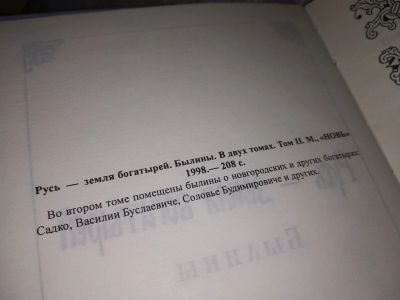 Русь — земля богатырей. Былины. В двух томах. Том II. М., «НОВЬ»
1998.— 208 с.
Во втором томе помещены былины о новгородских и других богатырях:
Садко, Василии Буслаевиче, Соловье Будимировиче и других.
БЫЛИНЫ